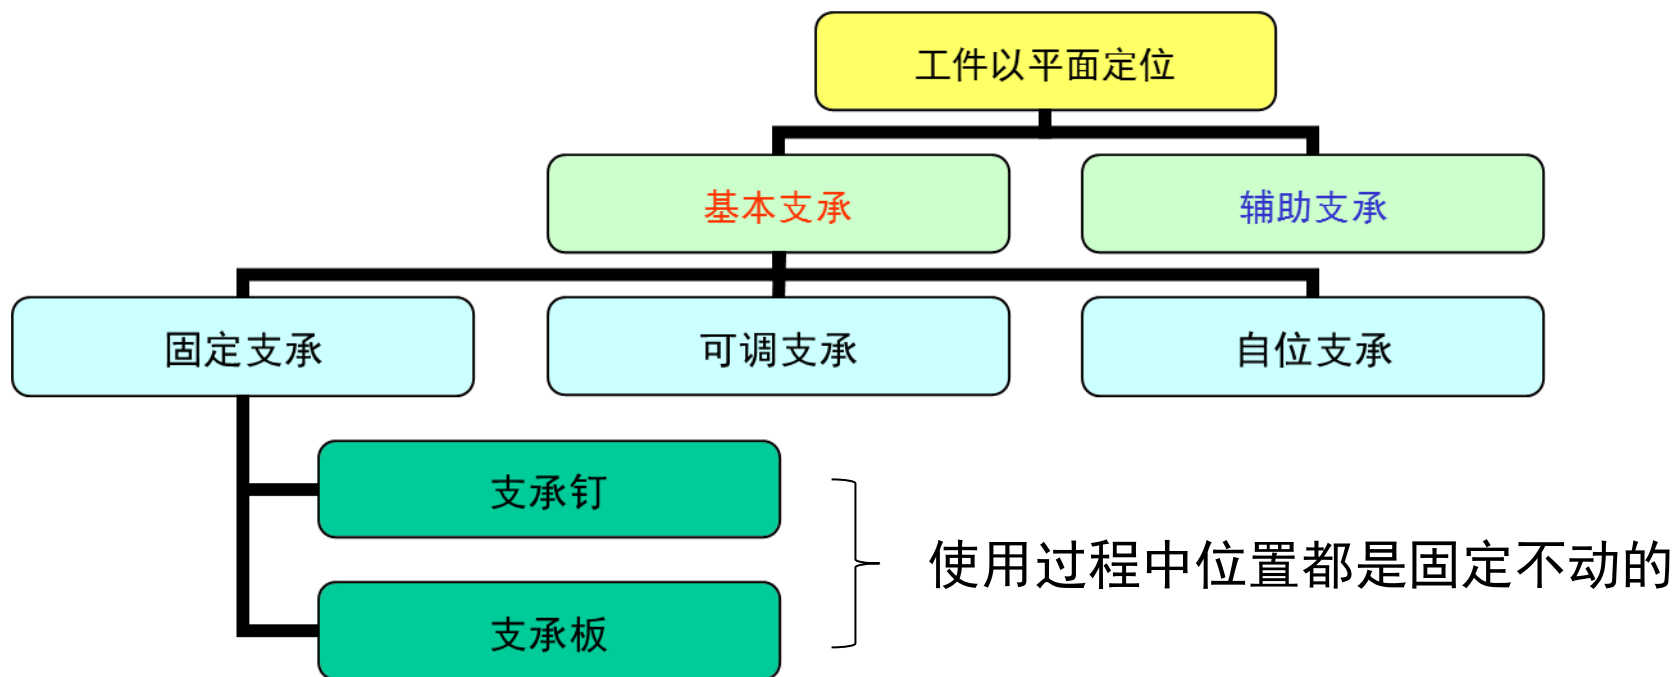 工件以平面定位
基本支承
辅助支承
固定支承
可调支承
自位支承
支承钉
使用过程中位置都是固定不动的
支承板